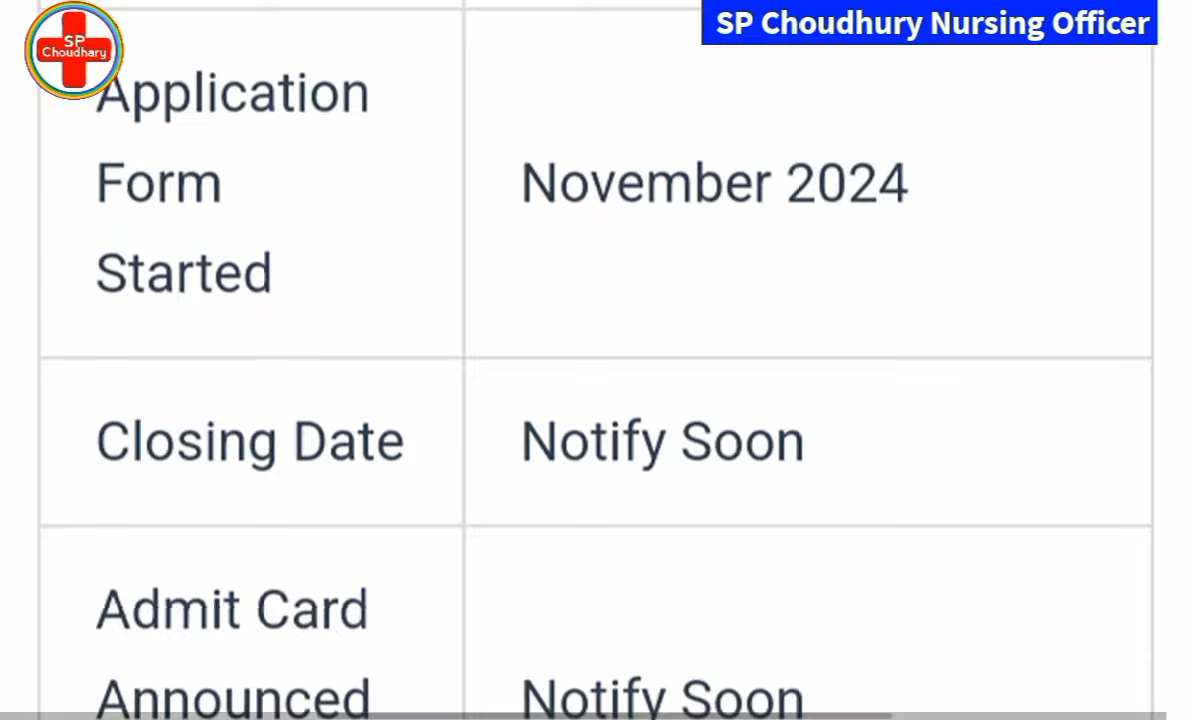 SP Choudhury Nursing Officer
SP
Choudhary
Application
Form
November 2024
Started
Closing Date
Notify Soon
Admit Card
Announced
Notify Soon